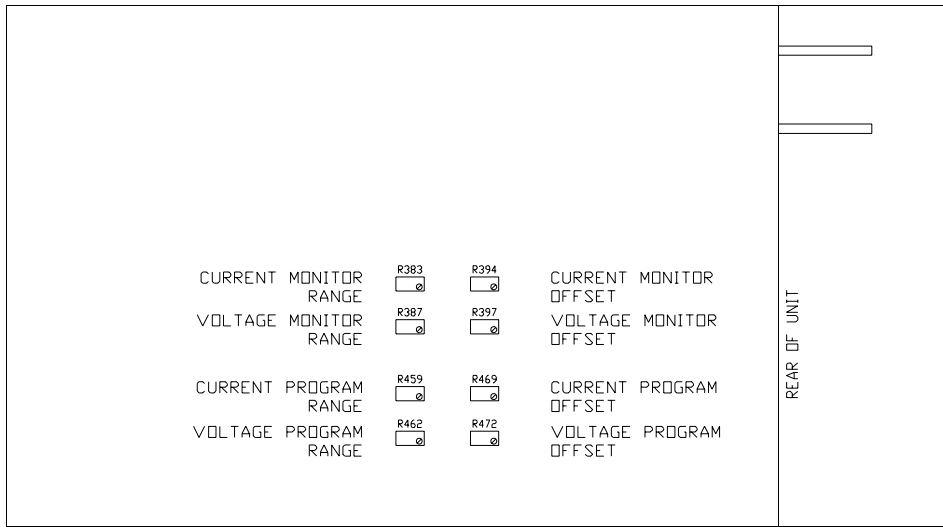 CURRENT MONITOR RANGE
R383
R394
CURRENT MONITOR OFFSET
VOLTAGE MONITOR RANGE
R387
R397
VOLTAGE MONITOR OFFSET
CURRENT PROGRAM RANGE
R459
R469
CURRENT PROGRAM OFFSET
VOLTAGE PROGRAM RANGE
R462
R472
VOLTAGE PROGRAM OFFSET
REAR OF UNIT